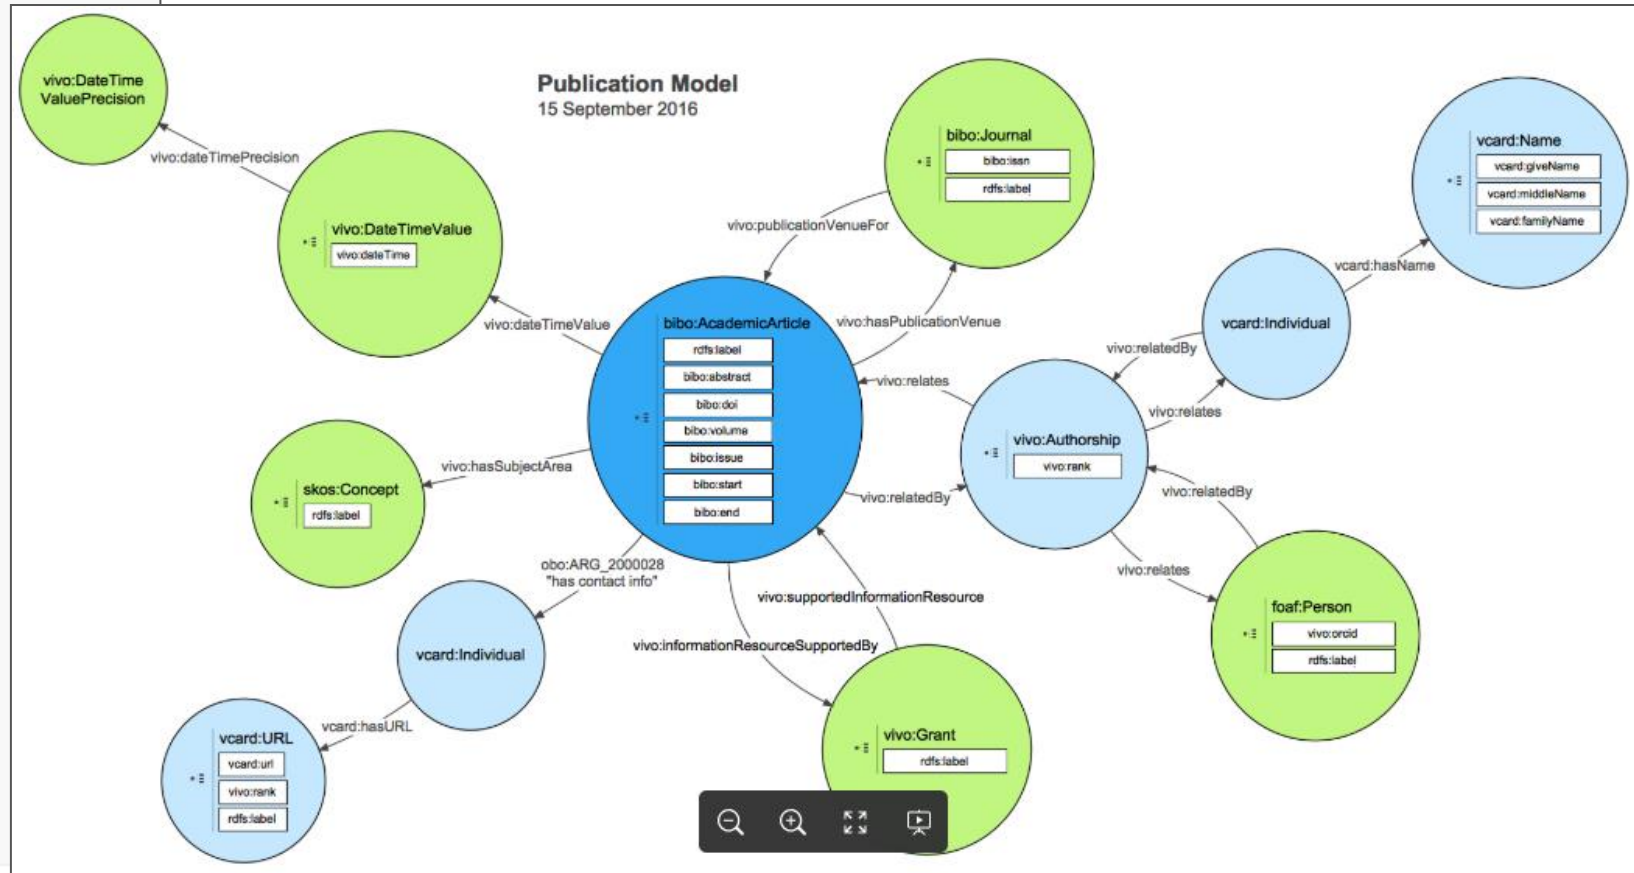 Publication Model
15 September 2016
vivo:DateTime
ValuePrecision
vivo:dateTimePrecision
vivo:DateTimeValue
vivo:dateTime
vivo:dateTimeValue
bibo:Journal
bibo:issn
rdfs:label
vivo:publicationVenueFor
vivo:hasPublicationVenue
vcard:Name
vcard:giveName
vcard:middleName
vcard:familyName
vcard:hasName
vcard:Individual
vivo:relatedBy
vivo:relates
bibo:AcademicArticle
rdfs:label
bibo:abstract
bibo:doi
bibo:volume
bibo:issue
bibo:start
bibo:end
vivo:relates
vivo:relatedBy
vivo:Authorship
vivo:rank
vivo:relatedBy
vivo:relates
foaf:Person
vivo:orcid
rdfs:label
vivo:hasSubjectArea
skos:Concept
rdfs:label
obo:ARG_2000028
"has contact info"
vcard:Individual
vcard:hasURL
vcard:URL
vcard:url
vivo:rank
rdfs:label
vivo:supportedInformationResource
vivo:informationResourceSupportedBy
vivo:Grant
rdfs:label